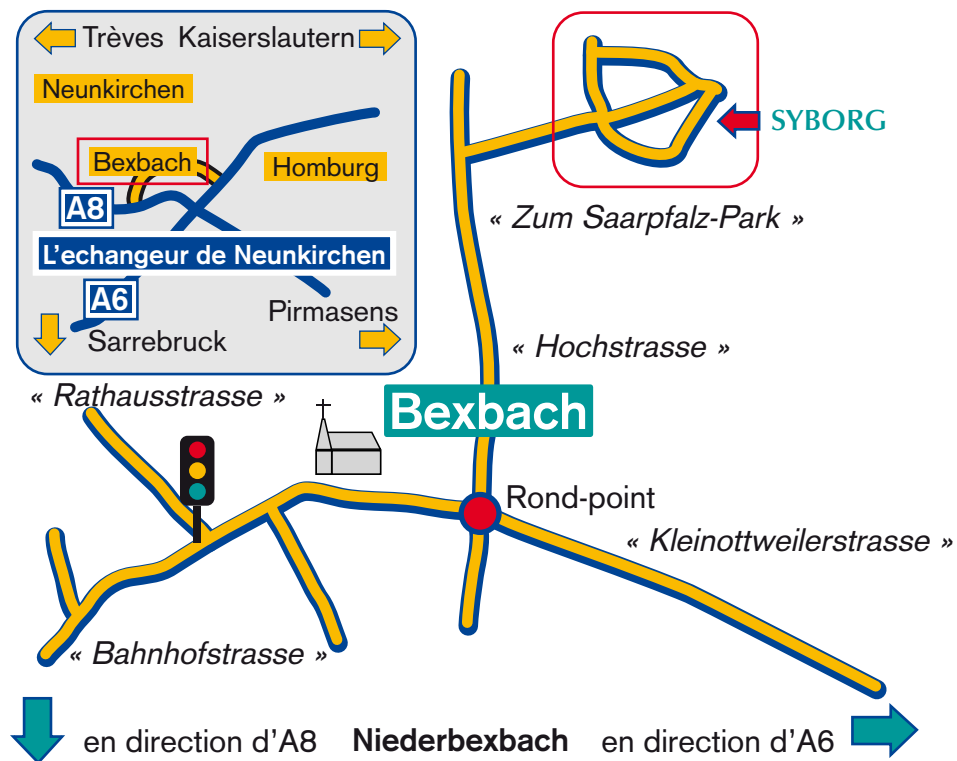 Trèves Kaiserslautern
Neunkirchen
Bexbach
Homburg
A8
L'echangeur de Neunkirchen
A6
Pirmasens
Sarrebruck
SYBORG
« Zum Saarpfalz-Park »
« Hochstrasse »
« Rathausstrasse »
Bexbach
Rond-point
« Kleinottweilerstrasse »
« Bahnhofstrasse »
en direction d'A8 Niederbexbach en direction d'A6